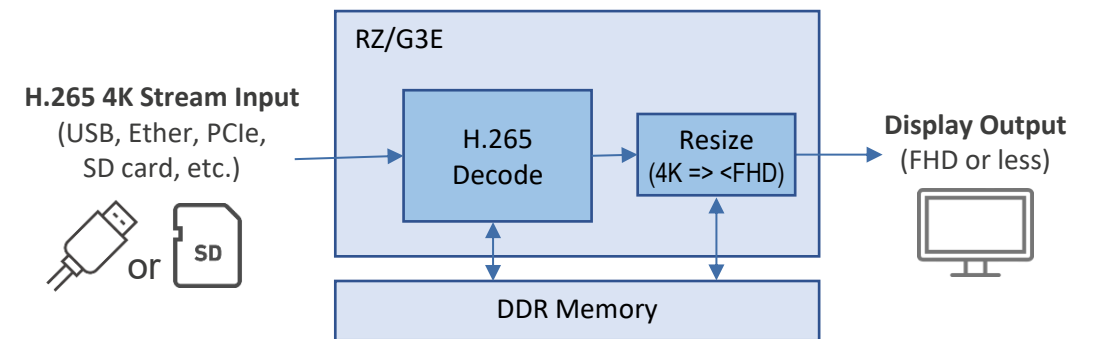 RZ/G3E
H.265 4K Stream Input
(USB, Ether, PCIe,
SD card, etc.)
or
SD
H.265
Decode
Resize
(4K => <FHD)
Display Output
(FHD or less)
DDR Memory